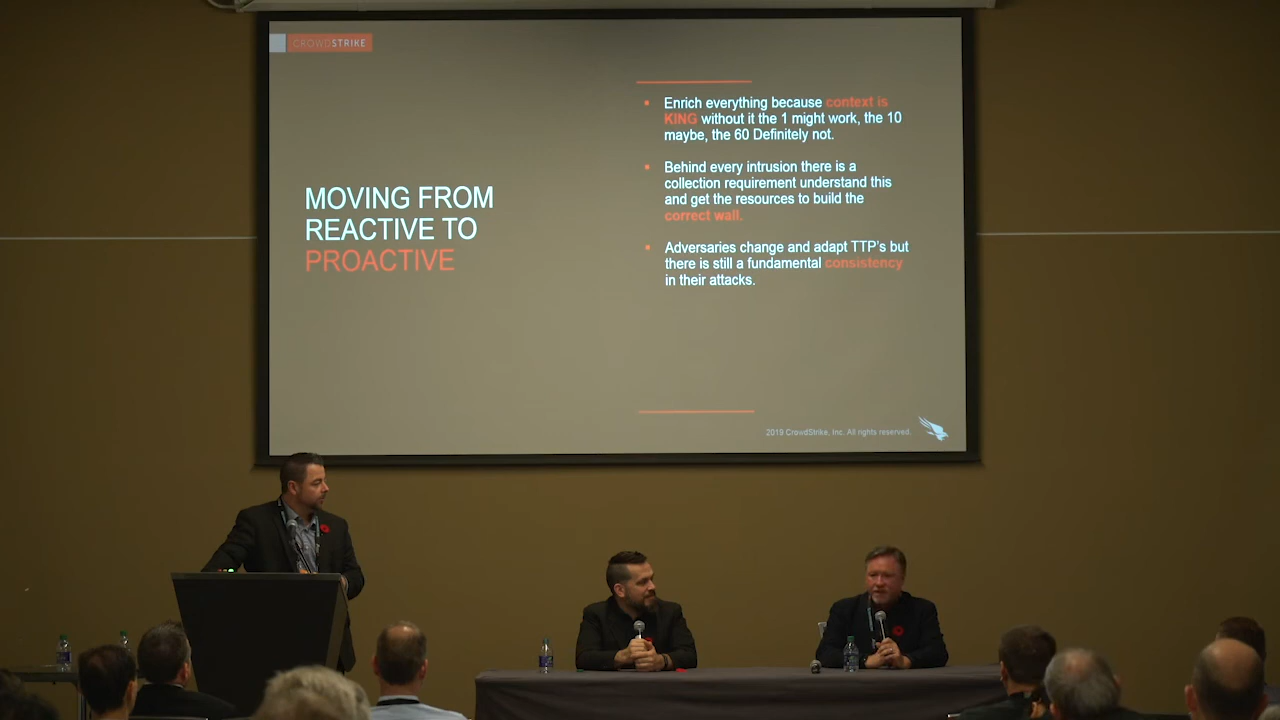 CROWDSTRIKE
MOVING FROM
REACTIVE TO
PROACTIVE
Enrich everything because context is
KING without it the 1 might work, the 10
maybe, the 60 Definitely not.
Behind every intrusion there is a
collection requirement understand this
and get the resources to build the
correct wall.
Adversaries change and adapt TTP's but
there is still a fundamental consistency
in their attacks.
2019 CrowdStrike, Inc. All rights reserved.